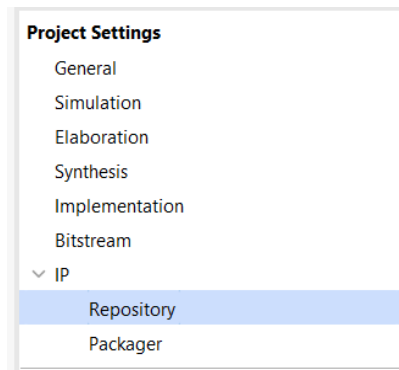 Project Settings
General
Simulation
Elaboration
Synthesis
Implementation
Bitstream
IP
Repository
Packager